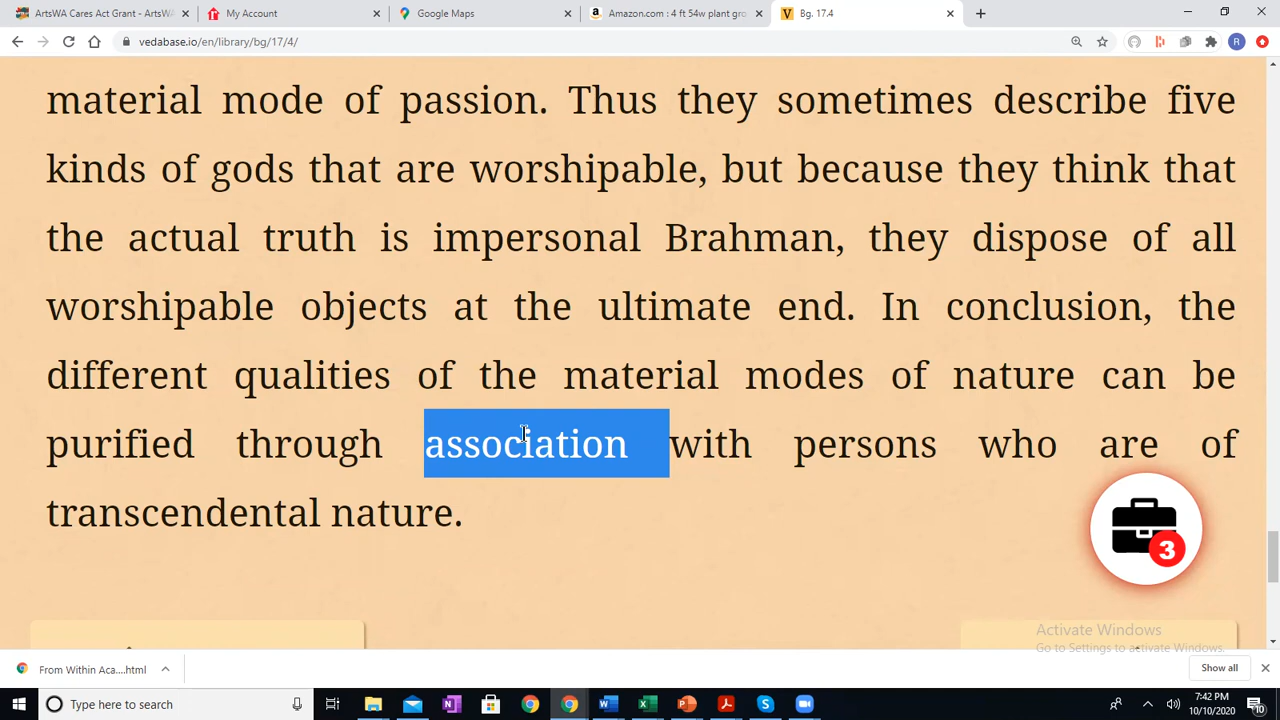 ArtsWA Cares Act Grant - ArtsWA
My Account
Google Maps
Amazon.com : 4 ft 54w plant gro
Bg. 17.4
vedabase.io/en/library/bg/17/4/
R
material mode of passion. Thus they sometimes describe five
kinds of gods that are worshipable, but because they think that
the actual truth is impersonal Brahman, they dispose of all
worshipable objects at the ultimate end. In conclusion, the
different qualities of the material modes of nature can be
purified through association with persons who are of
transcendental nature.
3
Activate Windows
Go to Settings to activate Windows.
From Within Aca....html
Show all
Type here to search
7:42 PM
10/10/2020
10